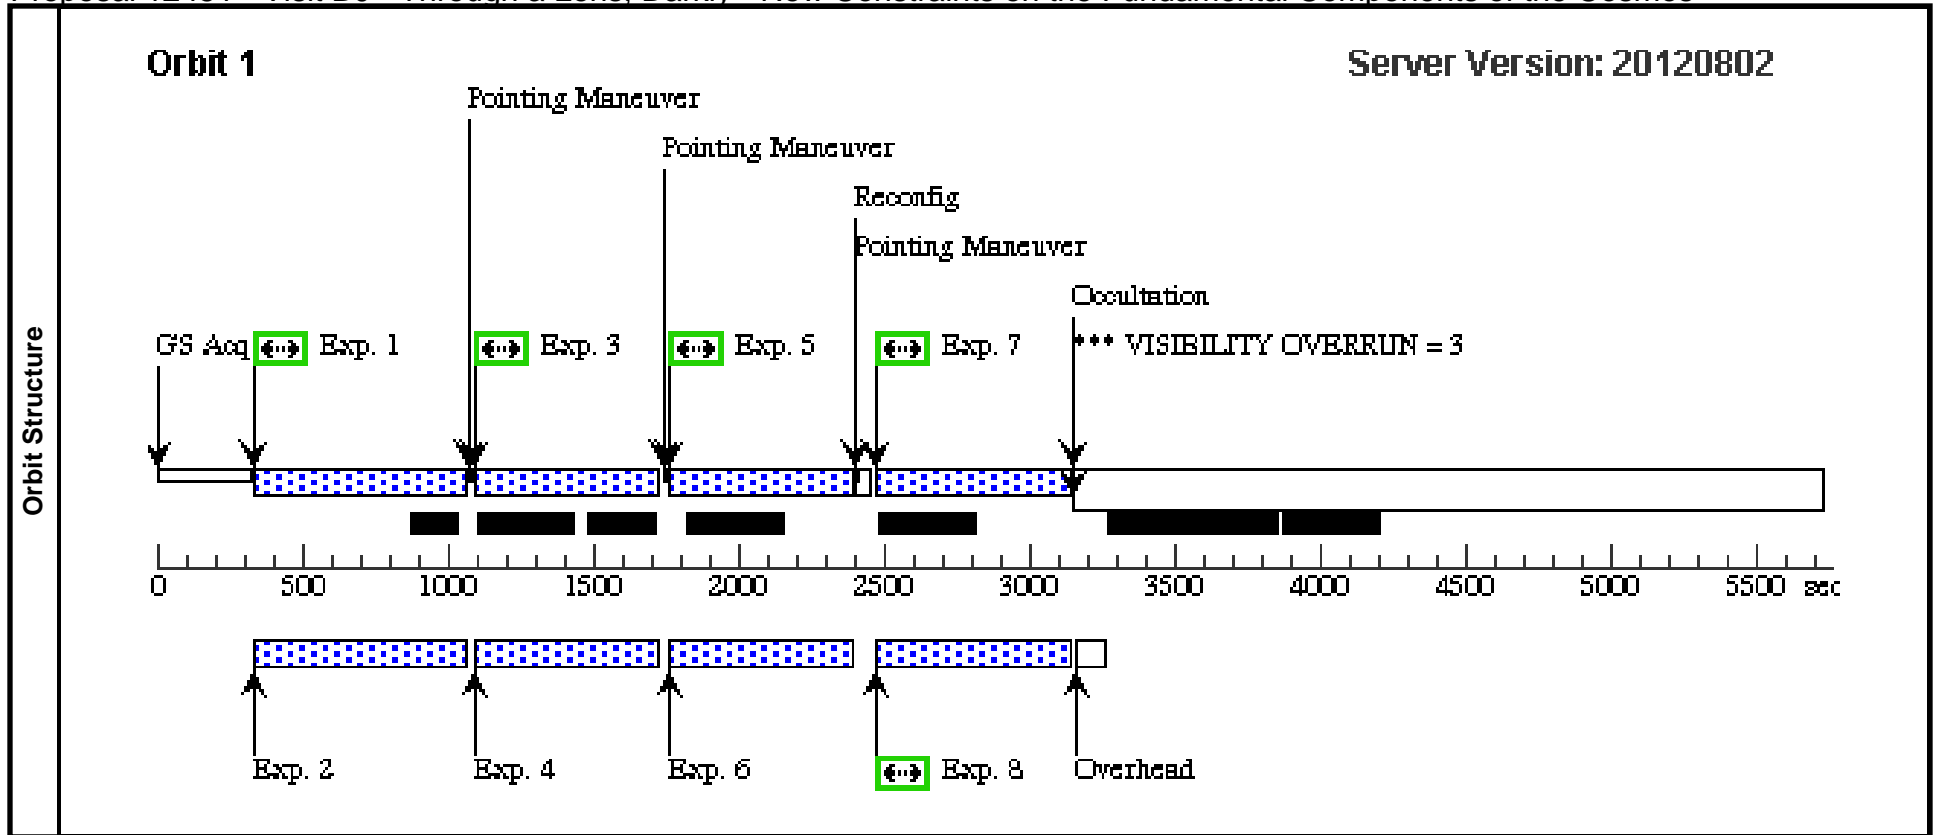 Orbit Structure
Orbit 1
Server Version: 20120802
Pointing Maneuver
Pointing Maneuver
Reconfig
Pointing Maneuver
Occultation
GS Acq Exp. 1 Exp. 3 Exp. 5 Exp. 7 *** VISIBILITY OVERRUN = 3
0 500 1000 1500 2000 2500 3000 3500 4000 4500 5000 5500 sec
Exp. 2 Exp. 4 Exp. 6 Exp. 8 Overhead